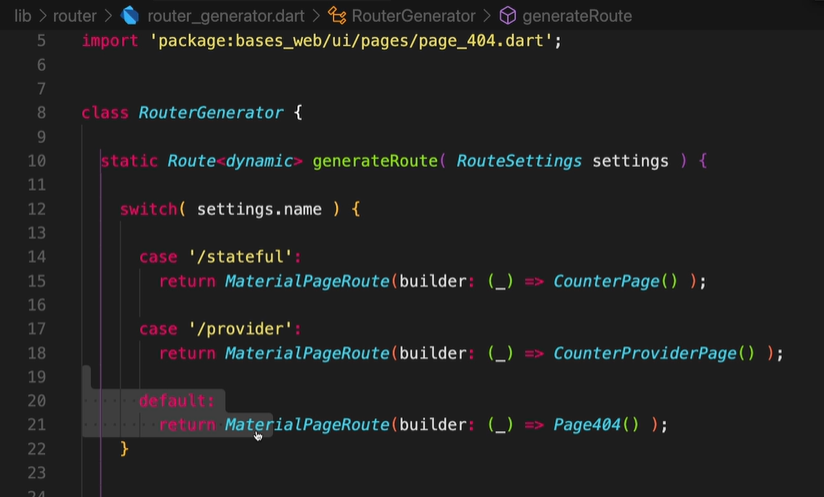 lib > router > router_generator.dart > RouterGenerator > generateRoute
5 import 'package:bases_web/ui/pages/page_404.dart';
6
7
8 class RouterGenerator {
9
10 static Route<dynamic> generateRoute( RouteSettings settings ) {
11
12 switch( settings.name ) {
13
14 case '/stateful':
15 return MaterialPageRoute(builder: (_) => CounterPage() );
16
17 case '/provider':
18 return MaterialPageRoute(builder: (_) => CounterProviderPage() );
19
20 default:
21 return MaterialPageRoute(builder: (_) => Page404() );
22 }
23
24